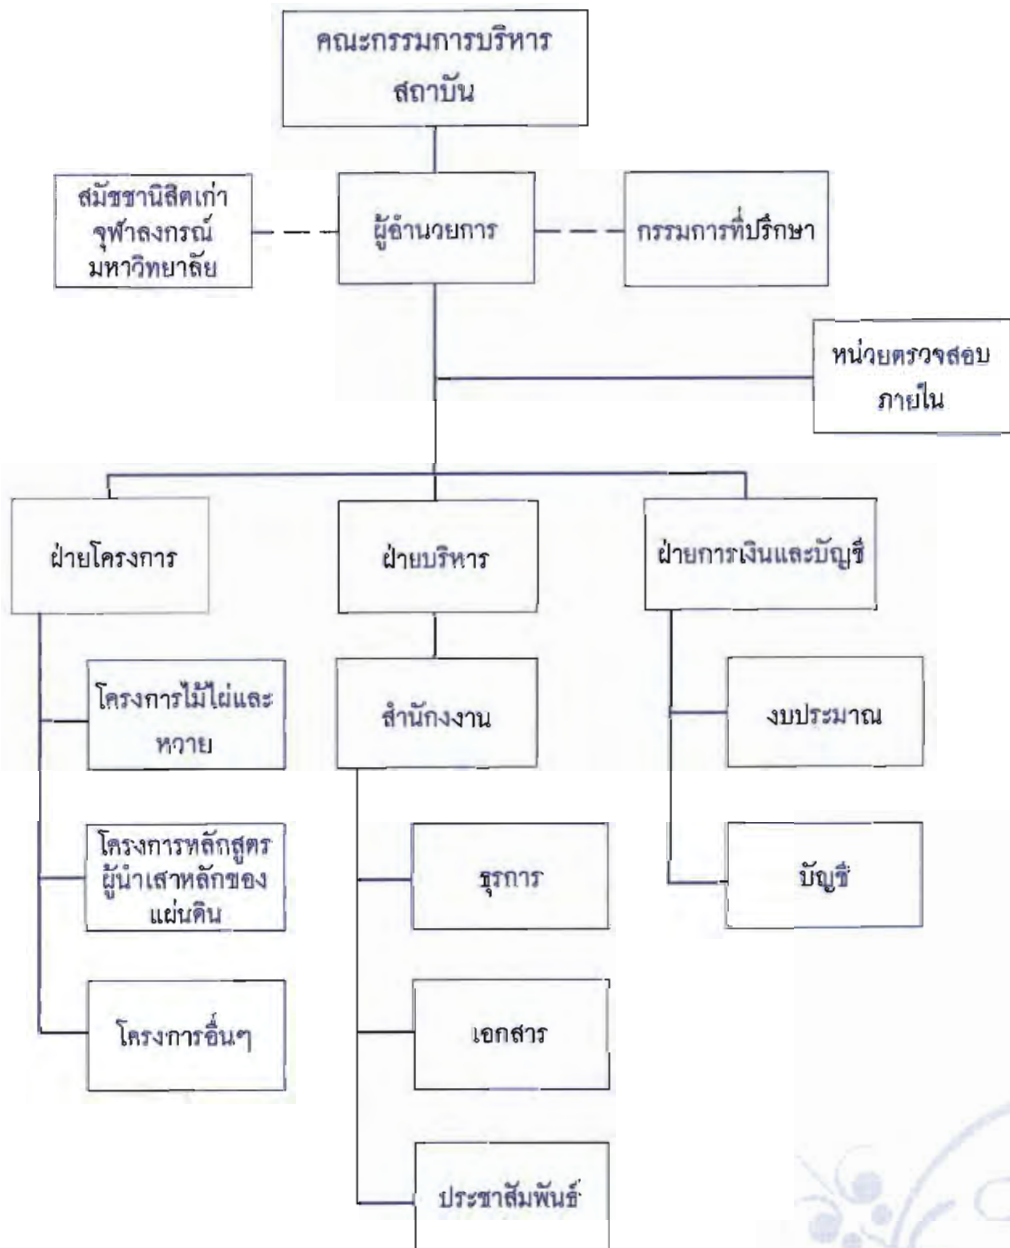 คณะกรรมการบริหาร
สถาบัน
สมัชชานิสิตเก่า
จุฬาลงกรณ์
มหาวิทยาลัย
ผู้อำนวยการ
กรรมการที่ปรึกษา
หน่วยตรวจสอบ
ภายใน
ฝ่ายโครงการ
ฝ่ายบริหาร
ฝ่ายการเงินและบัญชี
โครงการไม้ไผ่และ
หวาย
สำนักงงาน
งบประมาณ
โครงการหลักสูตร
ผู้นำเสาหลักของ
แผ่นดิน
ธุรการ
บัญชี
โครงการอื่นๆ
เอกสาร
ประชาสัมพันธ์